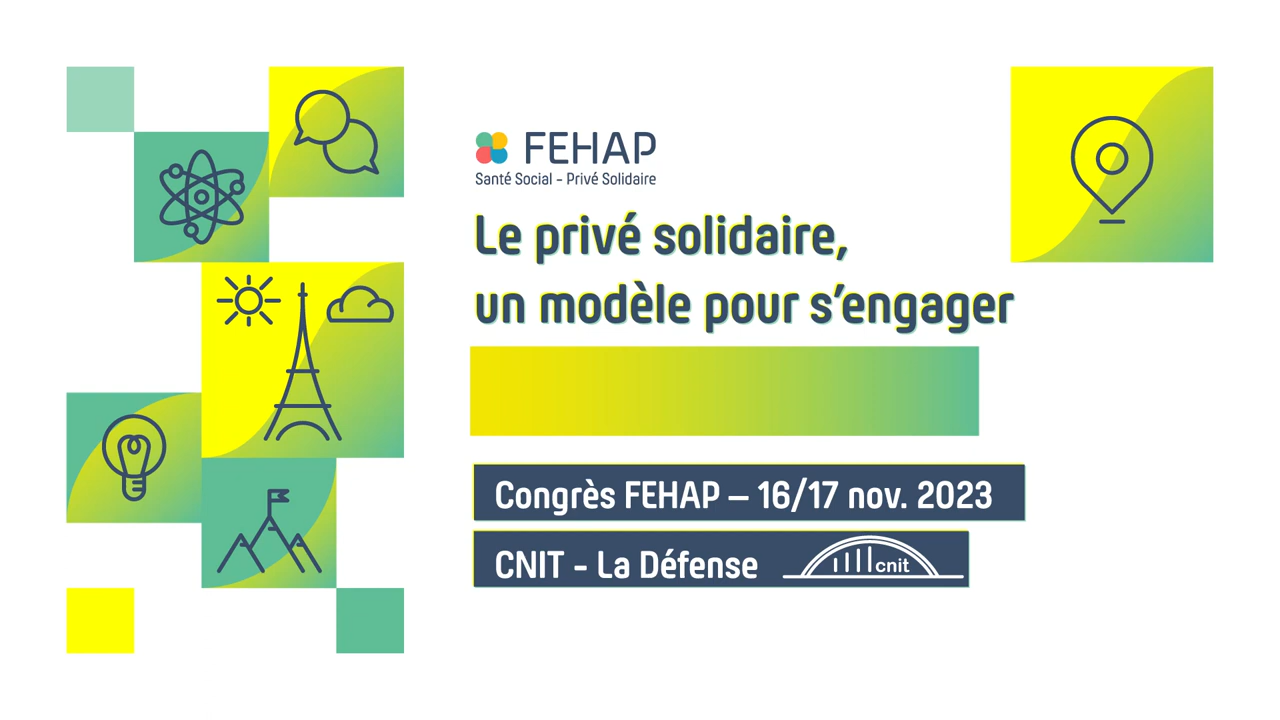 FEHAP
Santé Social - Privé Solidaire
Le privé solidaire,
un modèle pour s'engager
Congrès FEHAP – 16/17 nov. 2023
CNIT - La Défense
cnit